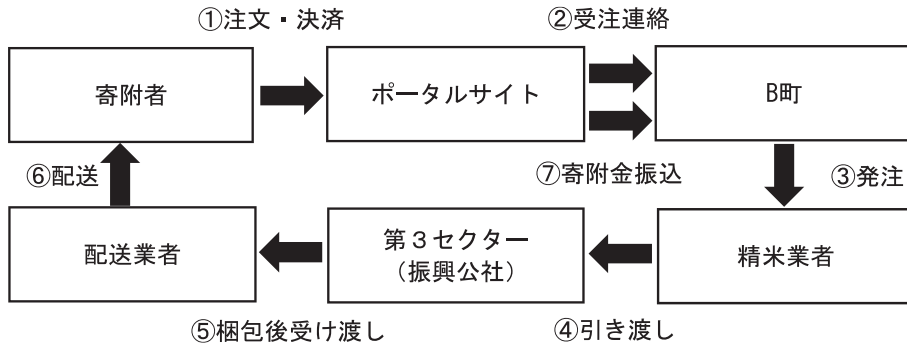 ①注文・決済
②受注連絡
寄附者
ポータルサイト
B町
⑥配送
⑦寄附金振込
③発注
配送業者
第3セクター
(振興公社)
精米業者
⑤梱包後受け渡し
④引き渡し